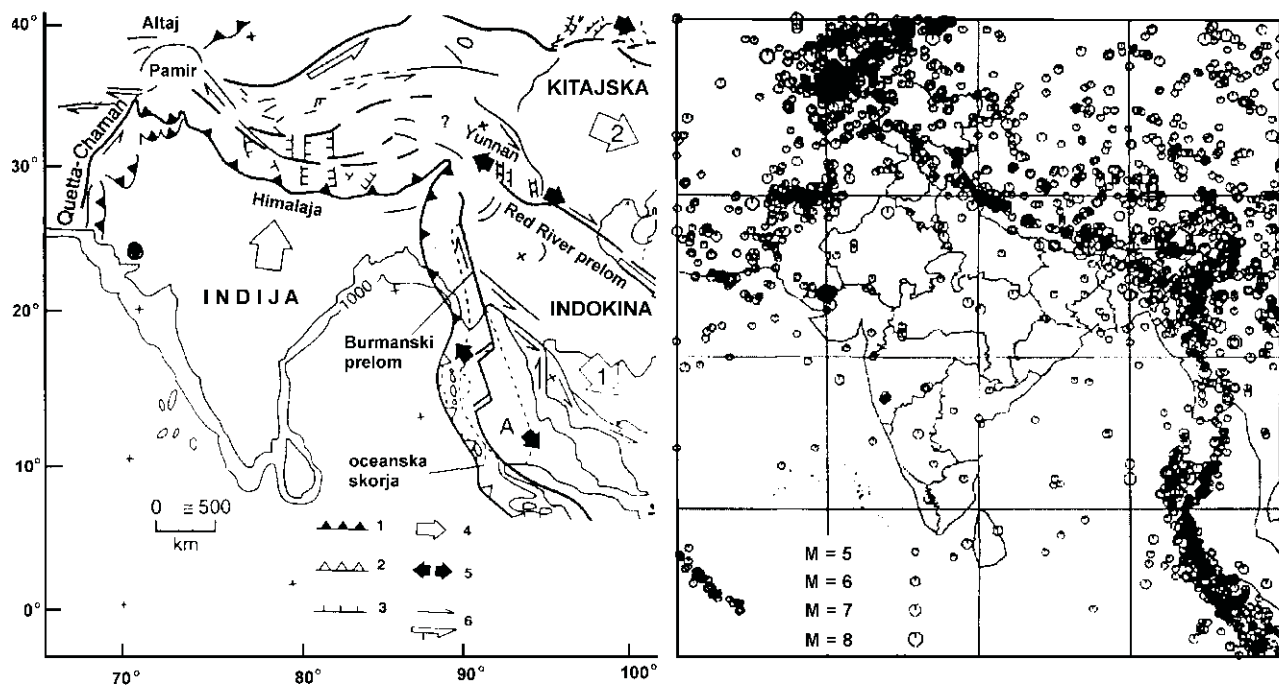 40°
30°
20°
10°
0°
70°
80°
90°
100°
Altaj
Pamir
Quetta-Chaman
KITAJSKA
2
?
Yunnan
Himalaja
Red River prelom
INDIJA
1000
INDOKINA
Burmanski
prelom
1
A
oceanska
skorja
0 ≅ 500
km
1
2
3
4
5
6
M = 5
M = 6
M = 7
M = 8